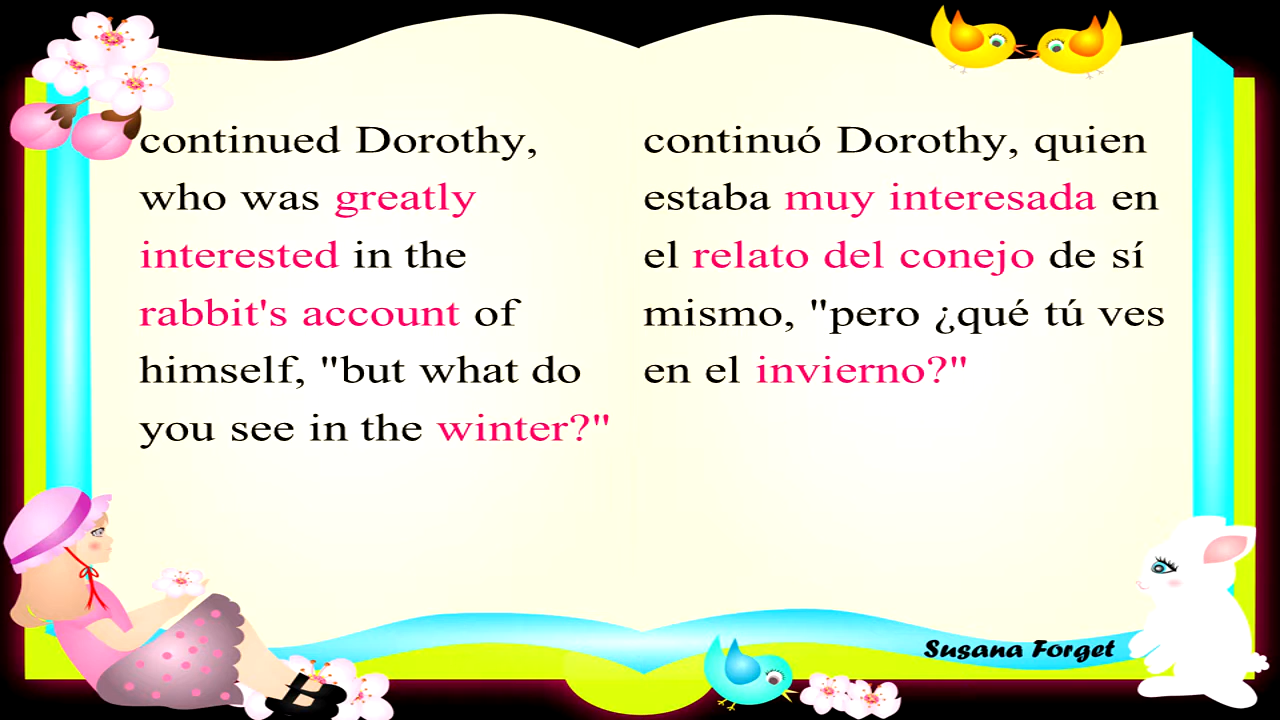 continued Dorothy,
who was greatly
interested in the
rabbit's account of
himself, "but what do
you see in the winter?"
continuó Dorothy, quien
estaba muy interesada en
el relato del conejo de sí
mismo, "pero ¿qué tú ves
en el invierno?"
Susana Forget